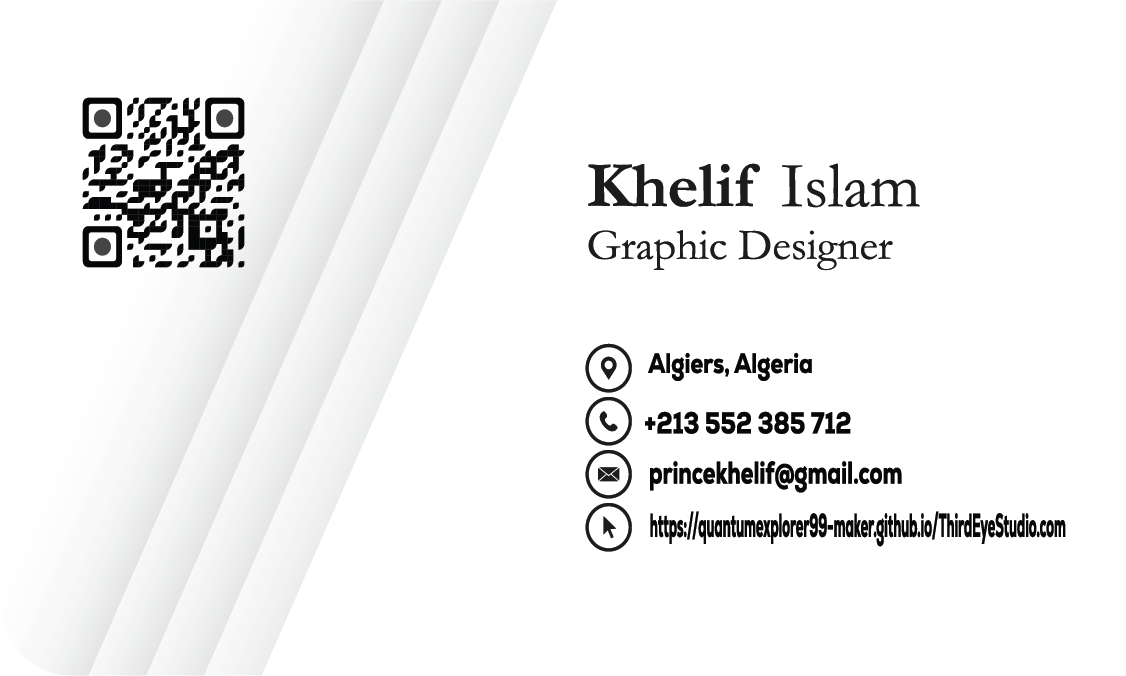 Khelif Islam
Graphic Designer
Algiers, Algeria
+213 552 385 712
princekhelif@gmail.com
https://quantumexplorer99-maker.github.io/ThirdEyeStudio.com